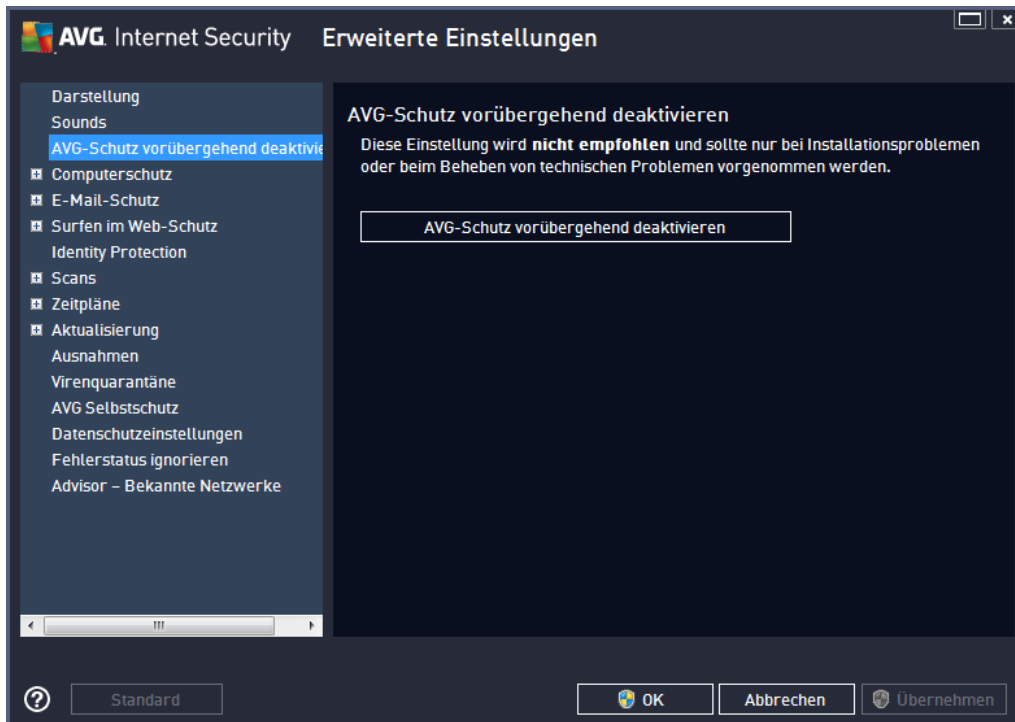 AVG. Internet Security Erweiterte Einstellungen
Darstellung
Sounds
AVG-Schutz vorübergehend deaktivie
Computerschutz
E-Mail-Schutz
Surfen im Web-Schutz
Identity Protection
Scans
Zeitpläne
Aktualisierung
Ausnahmen
Virenquarantäne
AVG Selbstschutz
Datenschutzeinstellungen
Fehlerstatus ignorieren
Advisor – Bekannte Netzwerke
AVG-Schutz vorübergehend deaktivieren
Diese Einstellung wird nicht empfohlen und sollte nur bei Installationsproblemen
oder beim Beheben von technischen Problemen vorgenommen werden.
AVG-Schutz vorübergehend deaktivieren
? Standard OK Abbrechen Übernehmen